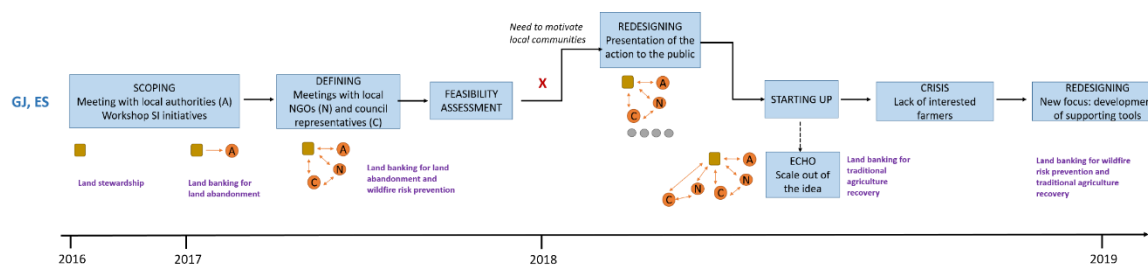 GJ, ES
SCOPING
Meeting with local authorities (A)
Workshop SI initiatives
DEFINING
Meetings with local
NGOs (N) and council
representatives (C)
FEASIBILITY
ASSESSMENT
X
Need to motivate
local communities
REDESIGNING
Presentation of the
action to the public
STARTING UP
CRISIS
Lack of interested
farmers
REDESIGNING
New focus: development
of supporting tools
ECHO
Scale out of
the idea
A
A
N
C
A
N
C
A
N
C
N
C
Land stewardship
Land banking for
land abandonment
Land banking for land
abandonment and
wildfire risk prevention
Land banking for
traditional
agriculture
recovery
Land banking for wildfire
risk prevention and
traditional agriculture
recovery
2016
2017
2018
2019